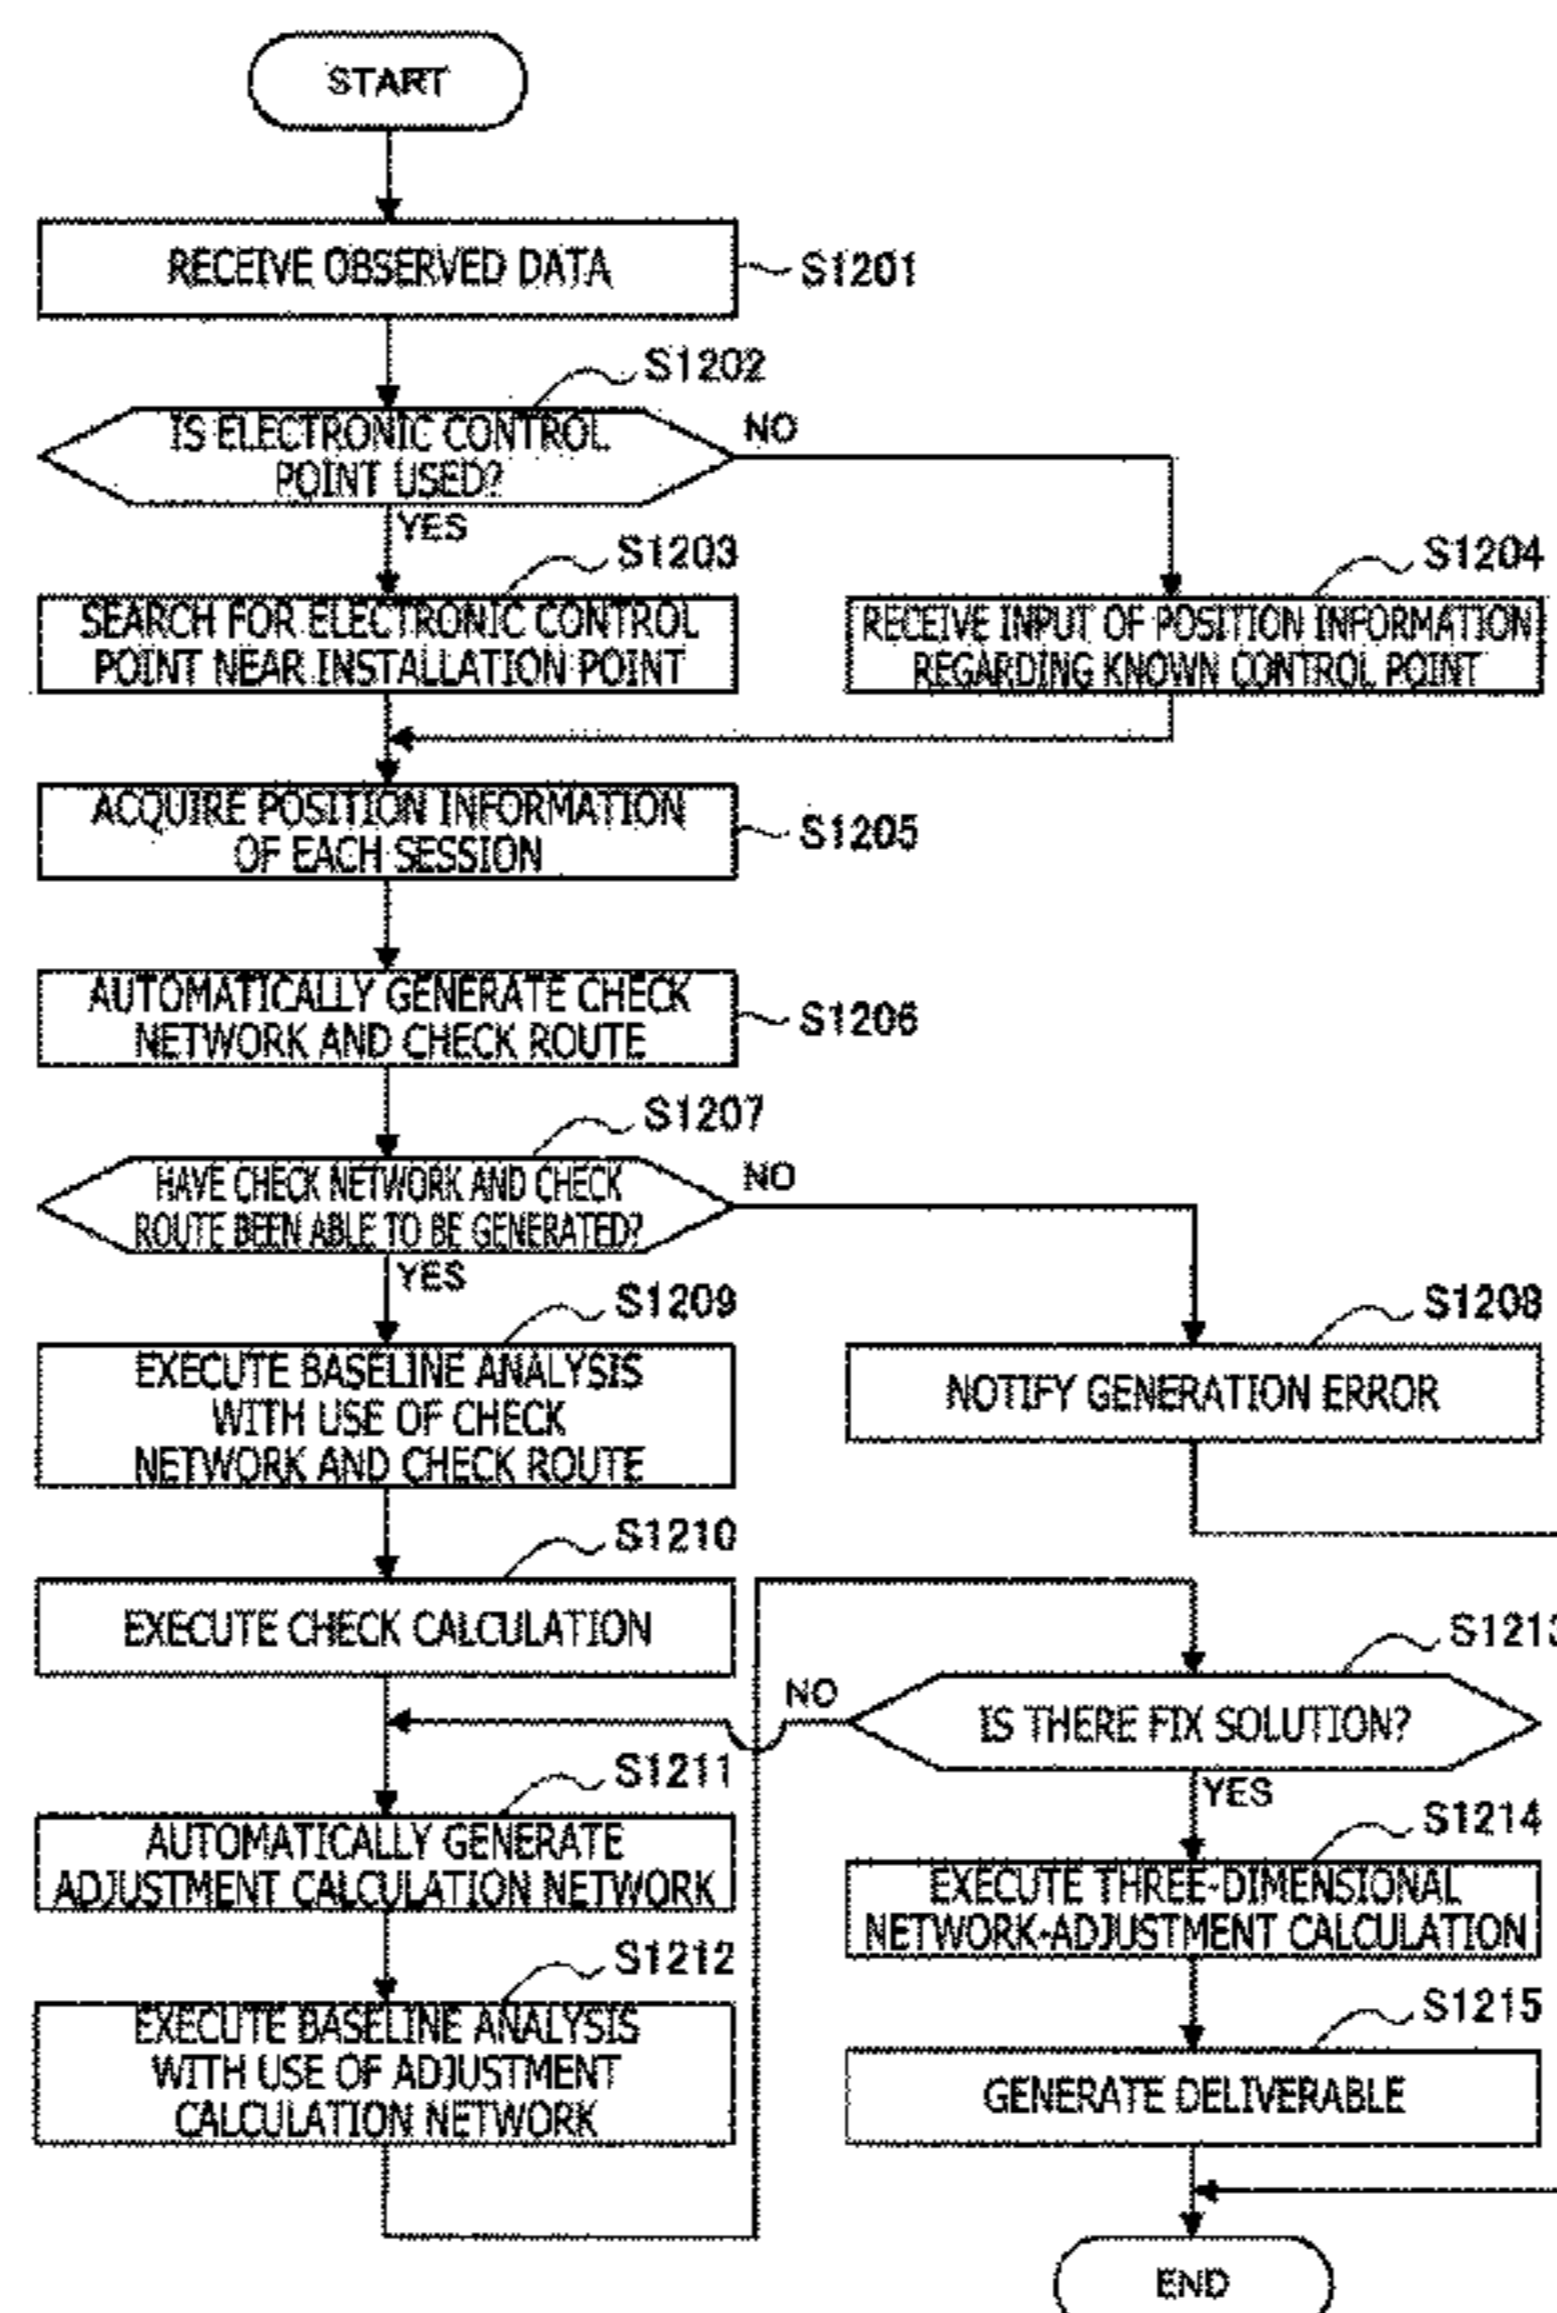 START
RECEIVE OBSERVED DATA
S1201
S1202
IS ELECTRONIC CONTROL
POINT USED?
NO
YES
S1203
SEARCH FOR ELECTRONIC CONTROL
POINT NEAR INSTALLATION POINT
S1204
RECEIVE INPUT OF POSITION INFORMATION
REGARDING KNOWN CONTROL POINT
ACQUIRE POSITION INFORMATION
OF EACH SESSION
S1205
AUTOMATICALLY GENERATE CHECK
NETWORK AND CHECK ROUTE
S1206
S1207
HAVE CHECK NETWORK AND CHECK
ROUTE BEEN ABLE TO BE GENERATED?
NO
YES
S1209
EXECUTE BASELINE ANALYSIS
WITH USE OF CHECK
NETWORK AND CHECK ROUTE
S1208
NOTIFY GENERATION ERROR
S1210
EXECUTE CHECK CALCULATION
S1211
AUTOMATICALLY GENERATE
ADJUSTMENT CALCULATION NETWORK
S1212
EXECUTE BASELINE ANALYSIS
WITH USE OF ADJUSTMENT
CALCULATION NETWORK
S1213
IS THERE FIX SOLUTION?
NO
YES
S1214
EXECUTE THREE-DIMENSIONAL
NETWORK-ADJUSTMENT CALCULATION
S1215
GENERATE DELIVERABLE
END